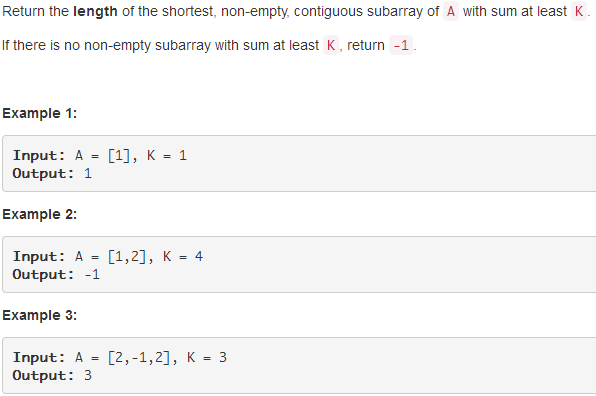 Return the length of the shortest, non-empty, contiguous subarray of A with sum at least K .
If there is no non-empty subarray with sum at least K , return -1 .
Example 1:
Input: A = [1], K = 1
Output: 1
Example 2:
Input: A = [1,2], K = 4
Output: -1
Example 3:
Input: A = [2,-1,2], K = 3
Output: 3